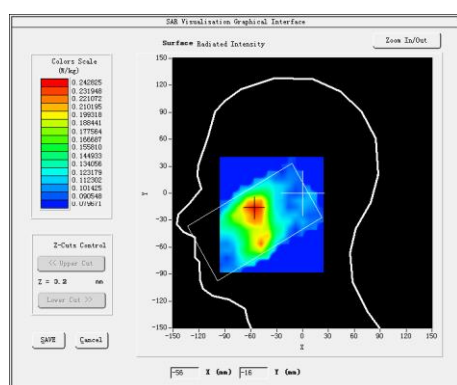 SAR Visualisation Graphical Interface
Surface Radiated Intensity
Zoom In/Out
Colors Scale
(W/kg)
0.242825
0.231948
0.221072
0.210195
0.199318
0.188441
0.177564
0.166687
0.155810
0.144933
0.134056
0.123179
0.112302
0.101425
0.090548
0.079671
Z-Cuts Control
<< Upper Cut
Z = 3.2 mm
Lower Cut >>
SAVE Cancel
150
120
90
60
30
0
-30
-60
-90
-120
-150
Y
-150 -120 -90 -60 -30 0 30 60 90 120 150
X
-56 X (mm) -16 Y (mm)